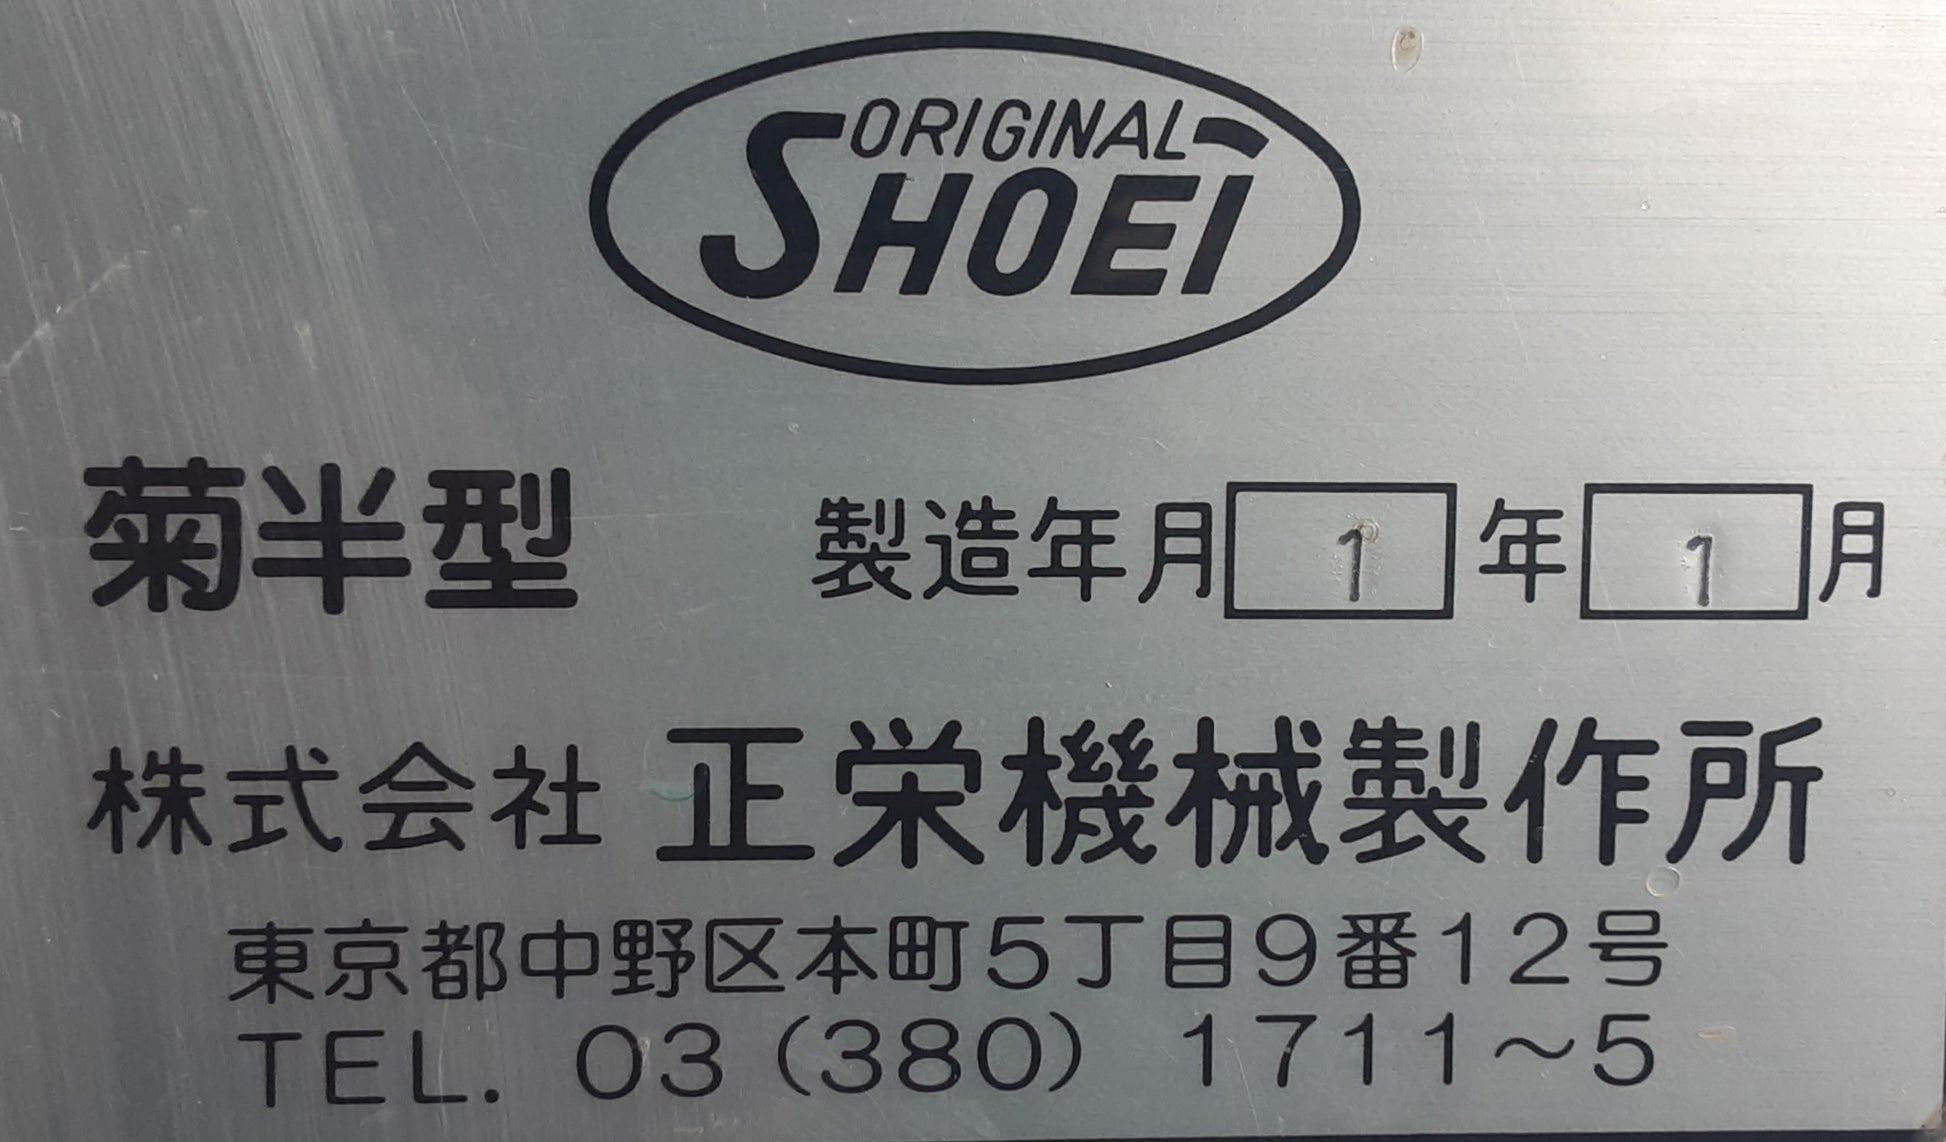 ORIGINAL
SHOEI
菊半型 製造年月 1 年 1 月
株式会社 正栄機械製作所
東京都中野区本町5丁目9番12号
TEL. 03 (380) 1711~5